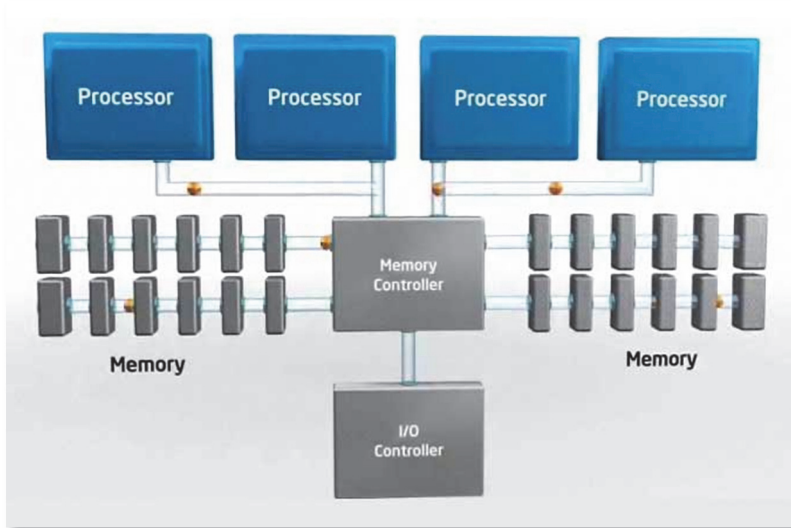 Processor
Processor
Processor
Processor
Memory
Controller
Memory
Memory
I/O
Controller